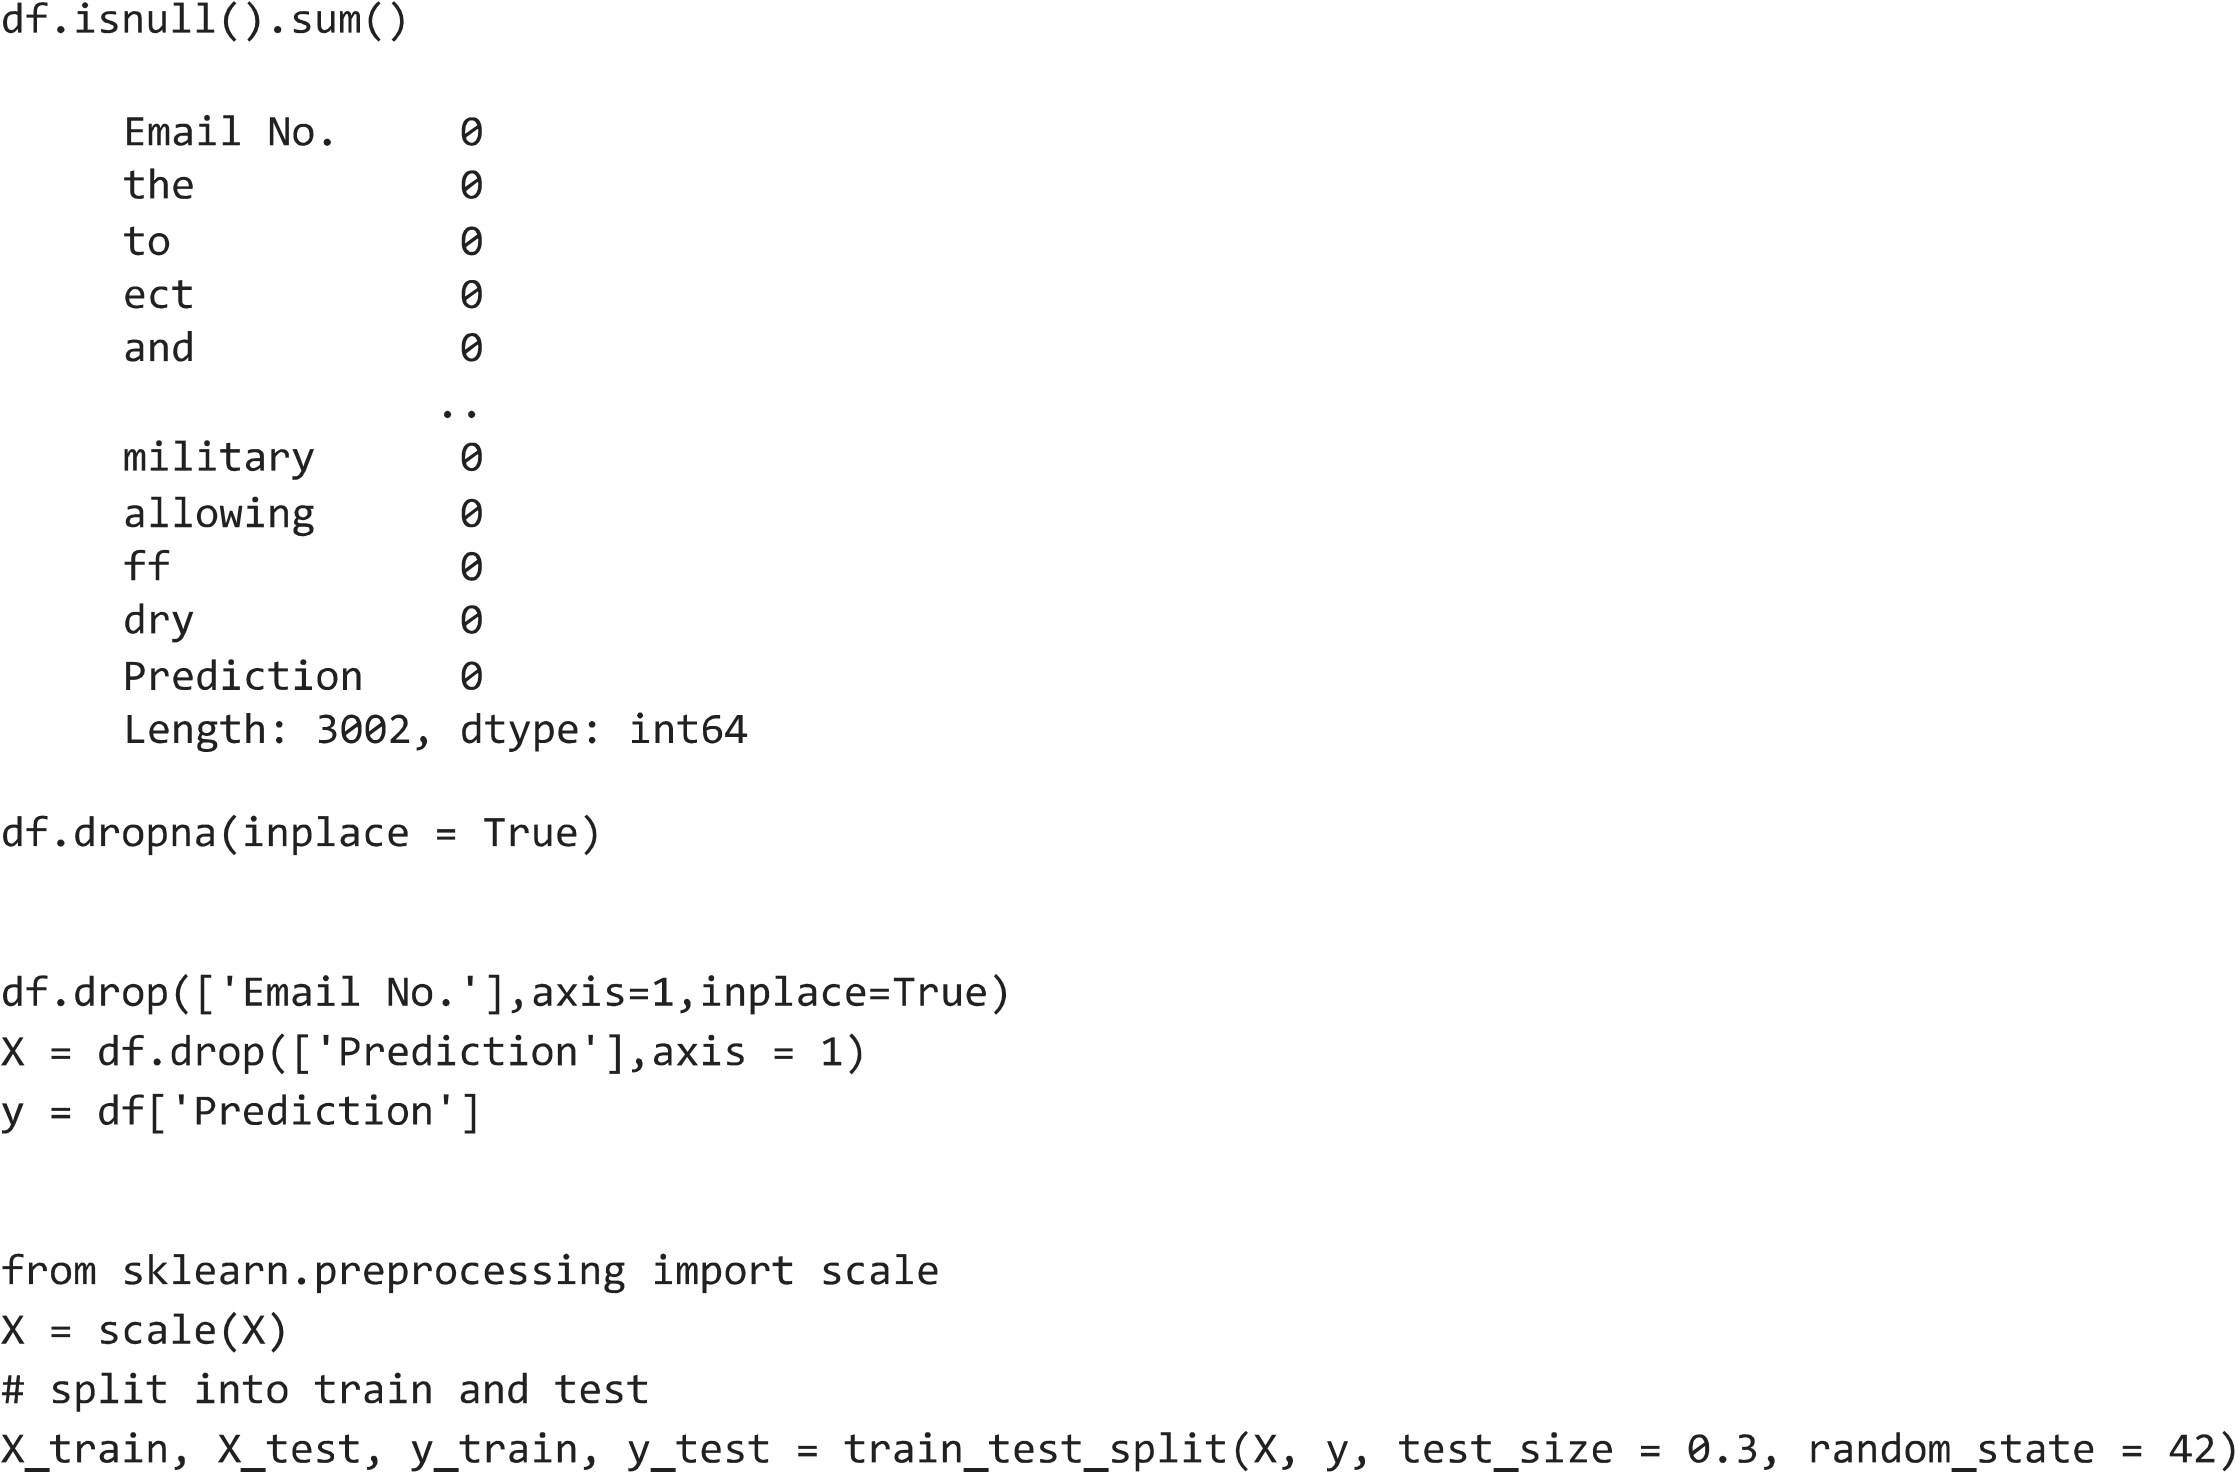 df.isnull().sum()
Email No.     0
the           0
to            0
ect           0
and           0
..
military      0
allowing      0
ff            0
dry           0
Prediction    0
Length: 3002, dtype: int64
df.dropna(inplace = True)
df.drop(['Email No.'],axis=1,inplace=True)
X = df.drop(['Prediction'],axis = 1)
y = df['Prediction']
from sklearn.preprocessing import scale
X = scale(X)
# split into train and test
X_train, X_test, y_train, y_test = train_test_split(X, y, test_size = 0.3, random_state = 42)